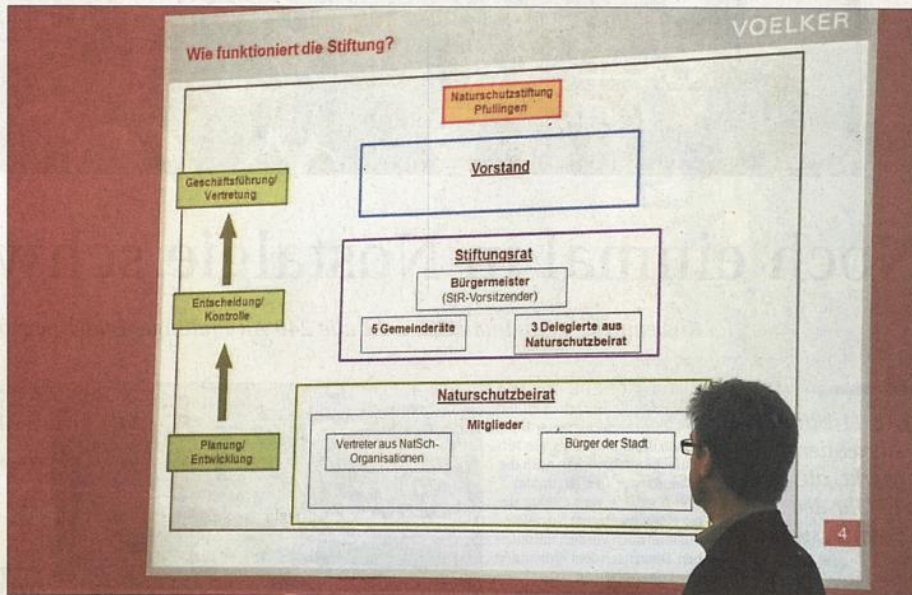 VOELKER
Wie funktioniert die Stiftung?
Naturschutzstiftung
Pfullingen
Geschäftsführung/
Vertretung
Vorstand
Entscheidung/
Kontrolle
Stiftungsrat
Bürgermeister
(StR-Vorsitzender)
5 Gemeinderäte
3 Delegierte aus
Naturschutzbeirat
Planung/
Entwicklung
Naturschutzbeirat
Mitglieder
Vertreter aus NatSch-
Organisationen
Bürger der Stadt
4